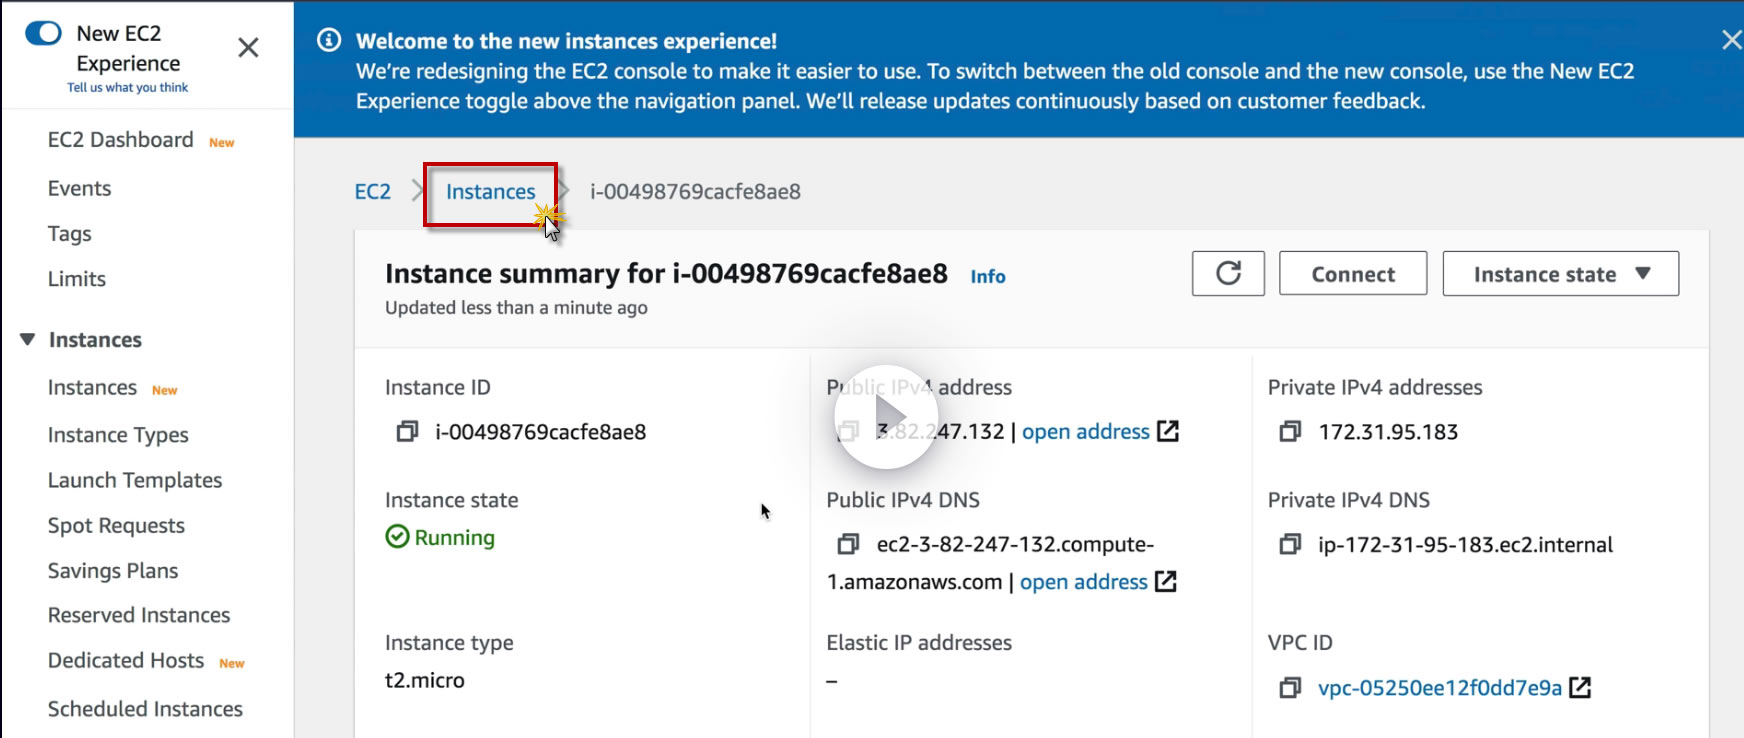 New EC2
Experience
Tell us what you think
EC2 Dashboard New
Events
Tags
Limits
Instances
Instances New
Instance Types
Launch Templates
Spot Requests
Savings Plans
Reserved Instances
Dedicated Hosts New
Scheduled Instances
Welcome to the new instances experience!
We're redesigning the EC2 console to make it easier to use. To switch between the old console and the new console, use the New EC2
Experience toggle above the navigation panel. We'll release updates continuously based on customer feedback.
EC2 Instances i-00498769cacfe8ae8
Instance summary for i-00498769cacfe8ae8 Info
Updated less than a minute ago
Connect
Instance state
Instance ID
i-00498769cacfe8ae8
Public IPv4 address
3.82.247.132 | open address
Private IPv4 addresses
172.31.95.183
Instance state
Running
Public IPv4 DNS
ec2-3-82-247-132.compute-
1.amazonaws.com | open address
Private IPv4 DNS
ip-172-31-95-183.ec2.internal
Instance type
t2.micro
Elastic IP addresses
–
VPC ID
vpc-05250ee12f0dd7e9a